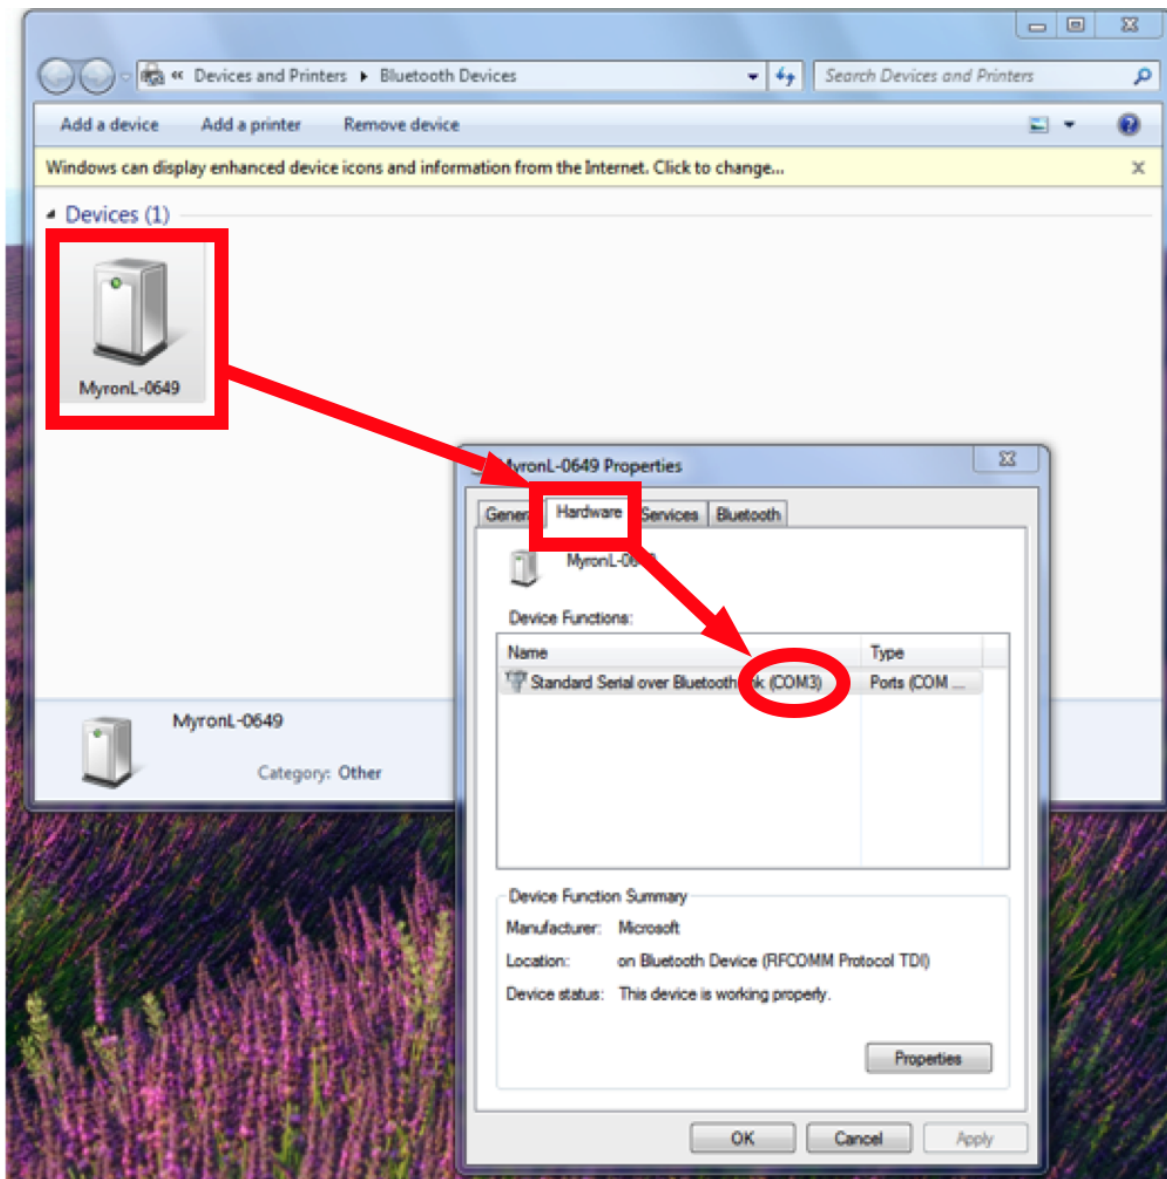 « Devices and Printers ▸ Bluetooth Devices
Search Devices and Printers
Add a device Add a printer Remove device
Windows can display enhanced device icons and information from the Internet. Click to change...
Devices (1)
MyronL-0649
MyronL-0649 Properties
Hardware Services Bluetooth
Device Functions:
Name Type
Standard Serial over Bluetooth (COM3) Ports (COM ...
MyronL-0649
Category: Other
Device Function Summary
Manufacturer: Microsoft
Location: on Bluetooth Device (RFCOMM Protocol TDI)
Device status: This device is working properly.
Properties
OK Cancel Apply